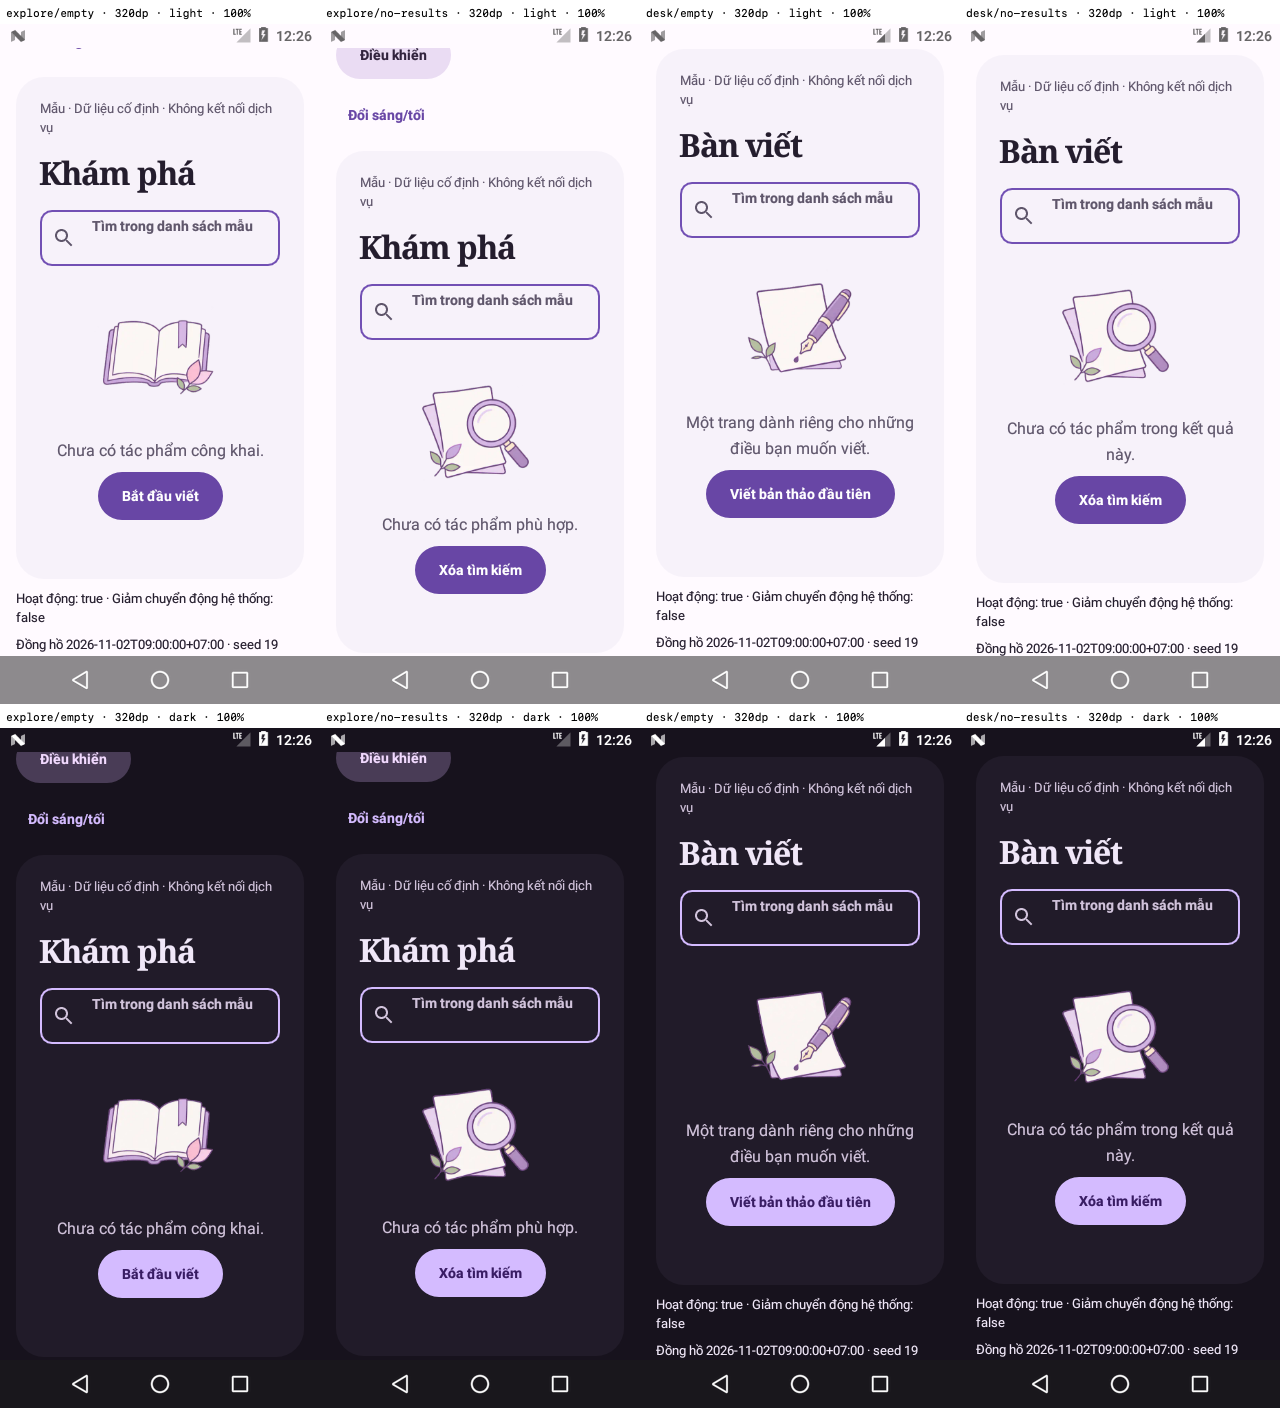 explore/empty · 320dp · light · 100%
12:26
Mẫu · Dữ liệu cố định · Không kết nối dịch
vụ
Khám phá
Tìm trong danh sách mẫu
Chưa có tác phẩm công khai.
Bắt đầu viết
Hoạt động: true · Giảm chuyển động hệ thống:
false
Đồng hồ 2026-11-02T09:00:00+07:00 · seed 19
explore/no-results · 320dp · light · 100%
LTE 12:26
Điều khiển
Đổi sáng/tối
Mẫu · Dữ liệu cố định · Không kết nối dịch
vụ
Khám phá
Tìm trong danh sách mẫu
Chưa có tác phẩm phù hợp.
Xóa tìm kiếm
desk/empty · 320dp · light · 100%
LTE 12:26
Mẫu · Dữ liệu cố định · Không kết nối dịch
vụ
Bàn viết
Tìm trong danh sách mẫu
Một trang dành riêng cho những
điều bạn muốn viết.
Viết bản thảo đầu tiên
Hoạt động: true · Giảm chuyển động hệ thống:
false
Đồng hồ 2026-11-02T09:00:00+07:00 · seed 19
desk/no-results · 320dp · light · 100%
LTE 12:26
Mẫu · Dữ liệu cố định · Không kết nối dịch
vụ
Bàn viết
Tìm trong danh sách mẫu
Chưa có tác phẩm trong kết quả
này.
Xóa tìm kiếm
Hoạt động: true · Giảm chuyển động hệ thống:
false
Đồng hồ 2026-11-02T09:00:00+07:00 · seed 19
explore/empty · 320dp · dark · 100%
LTE 12:26
Điều khiển
Đổi sáng/tối
Mẫu · Dữ liệu cố định · Không kết nối dịch
vụ
Khám phá
Tìm trong danh sách mẫu
Chưa có tác phẩm công khai.
Bắt đầu viết
explore/no-results · 320dp · dark · 100%
LTE 12:26
Điều khiển
Đổi sáng/tối
Mẫu · Dữ liệu cố định · Không kết nối dịch
vụ
Khám phá
Tìm trong danh sách mẫu
Chưa có tác phẩm phù hợp.
Xóa tìm kiếm
desk/empty · 320dp · dark · 100%
LTE 12:26
Mẫu · Dữ liệu cố định · Không kết nối dịch
vụ
Bàn viết
Tìm trong danh sách mẫu
Một trang dành riêng cho những
điều bạn muốn viết.
Viết bản thảo đầu tiên
Hoạt động: true · Giảm chuyển động hệ thống:
false
Đồng hồ 2026-11-02T09:00:00+07:00 · seed 19
desk/no-results · 320dp · dark · 100%
LTE 12:26
Mẫu · Dữ liệu cố định · Không kết nối dịch
vụ
Bàn viết
Tìm trong danh sách mẫu
Chưa có tác phẩm trong kết quả
này.
Xóa tìm kiếm
Hoạt động: true · Giảm chuyển động hệ thống:
false
Đồng hồ 2026-11-02T09:00:00+07:00 · seed 19